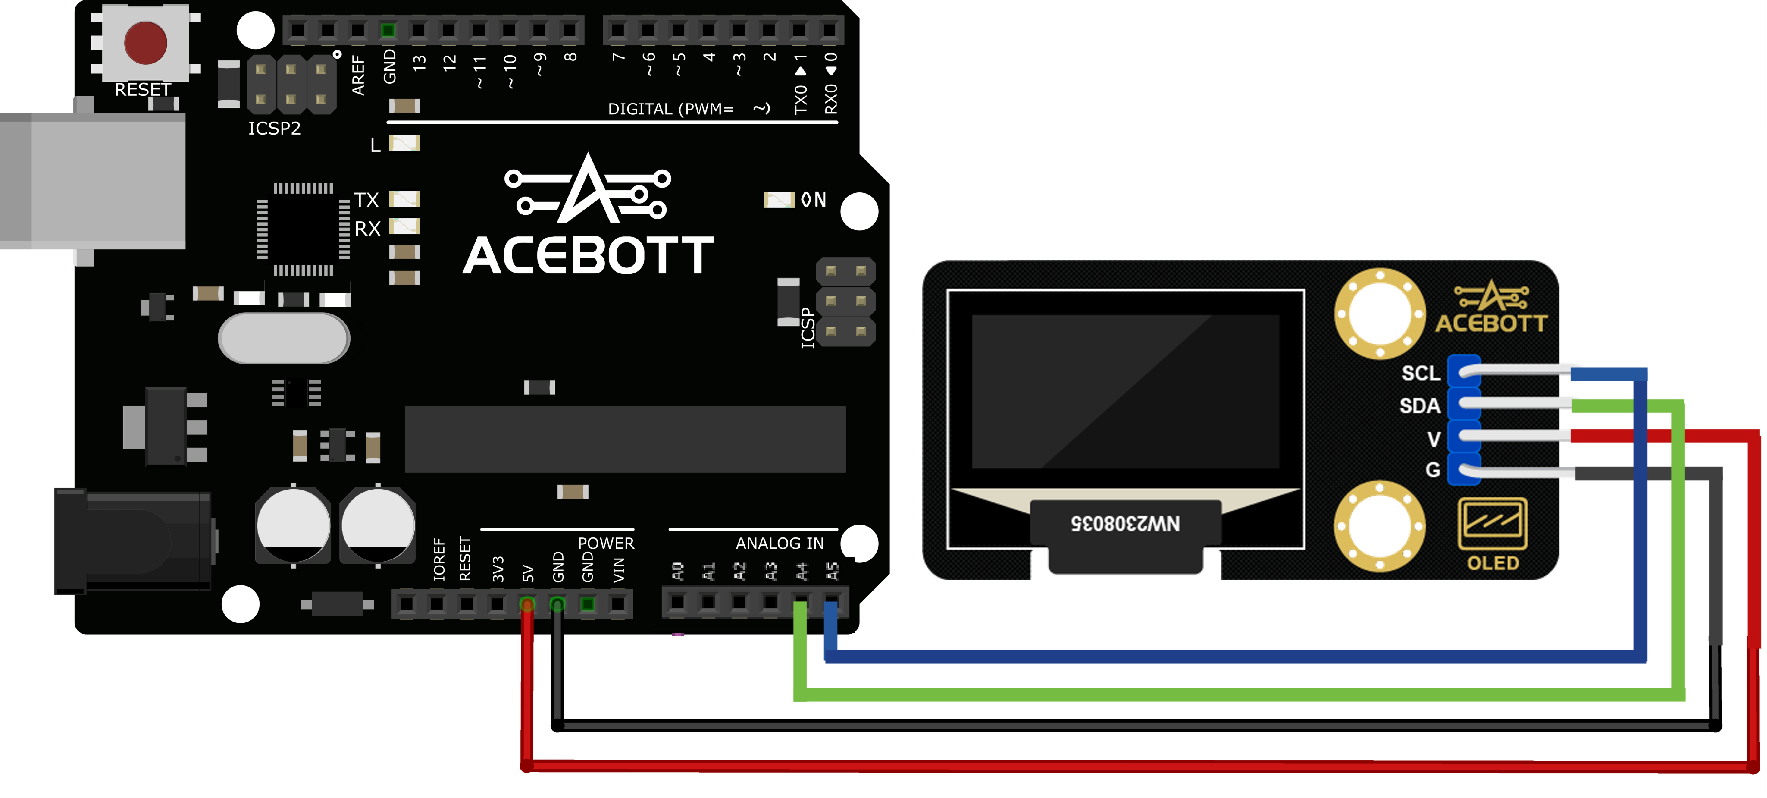 RESET
ICSP2
AREF
GND
13
12
~11
~10
~9
8
7
~6
~5
4
~3
2
TX0 ▶ 1
RX0 ◀ 0
DIGITAL (PWM= ~)
L
TX
RX
ACEBOTT
ON
ICSP
POWER
IOREF
RESET
3V3
5V
GND
GND
VIN
ANALOG IN
A0
A1
A2
A3
A4
A5
ACEBOTT
SCL
SDA
V
G
NW2308035
OLED